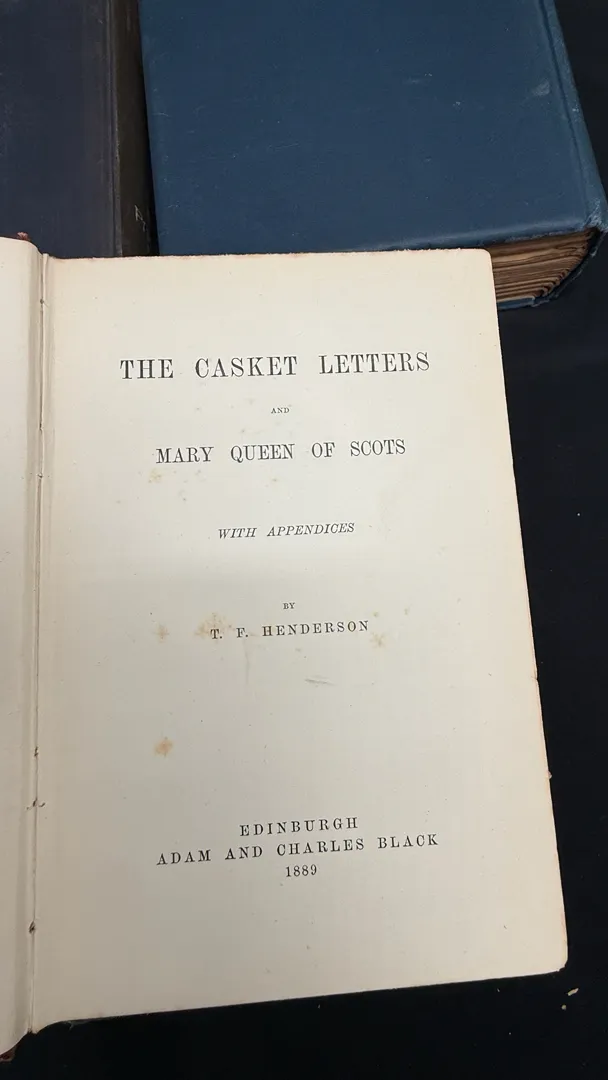 THE CASKET LETTERS
AND
MARY QUEEN OF SCOTS
WITH APPENDICES
BY
T. F. HENDERSON
EDINBURGH
ADAM AND CHARLES BLACK
1889